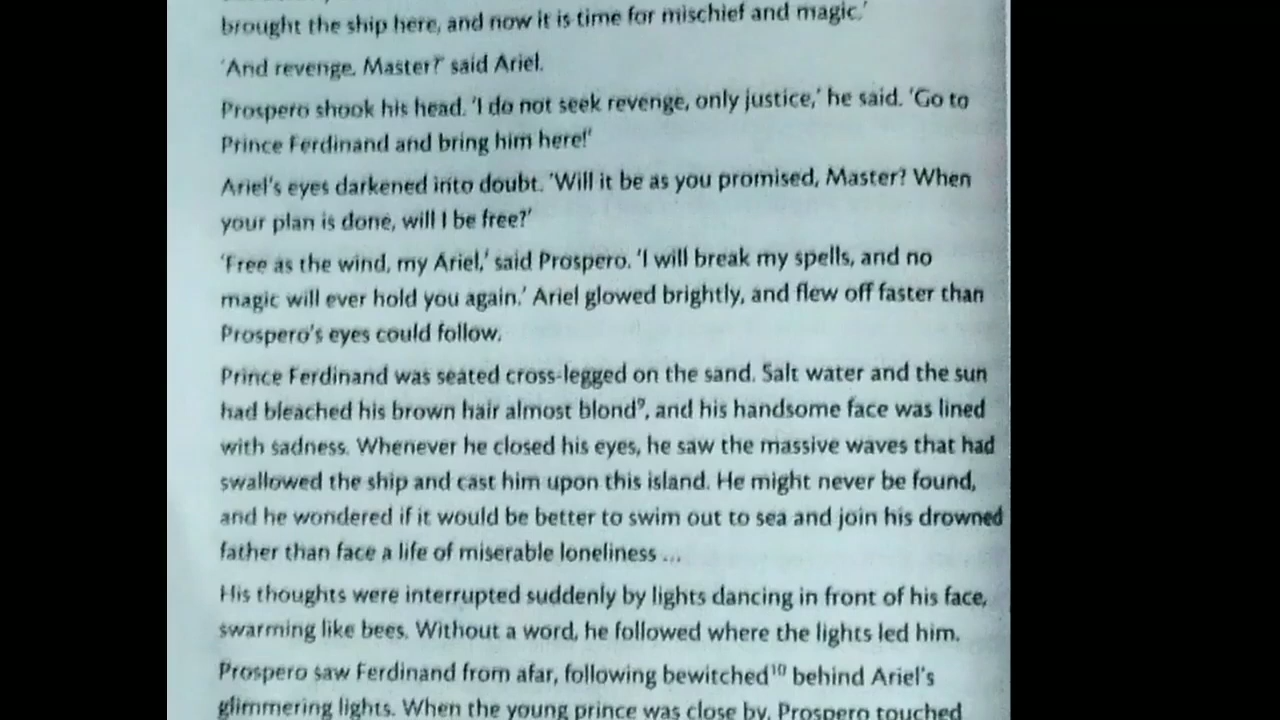 brought the ship here, and now it is time for mischief and magic.'
'And revenge, Master?' said Ariel.
Prospero shook his head. 'I do not seek revenge, only justice,' he said. 'Go to
Prince Ferdinand and bring him here!'
Ariel's eyes darkened into doubt. 'Will it be as you promised, Master? When
your plan is done, will I be free?'
'Free as the wind, my Ariel,' said Prospero. 'I will break my spells, and no
magic will ever hold you again.' Ariel glowed brightly, and flew off faster than
Prospero's eyes could follow.
Prince Ferdinand was seated cross-legged on the sand. Salt water and the sun
had bleached his brown hair almost blond⁹, and his handsome face was lined
with sadness. Whenever he closed his eyes, he saw the massive waves that had
swallowed the ship and cast him upon this island. He might never be found,
and he wondered if it would be better to swim out to sea and join his drowned
father than face a life of miserable loneliness ...
His thoughts were interrupted suddenly by lights dancing in front of his face,
swarming like bees. Without a word, he followed where the lights led him.
Prospero saw Ferdinand from afar, following bewitched¹⁰ behind Ariel's
glimmering lights. When the young prince was close by, Prospero touched